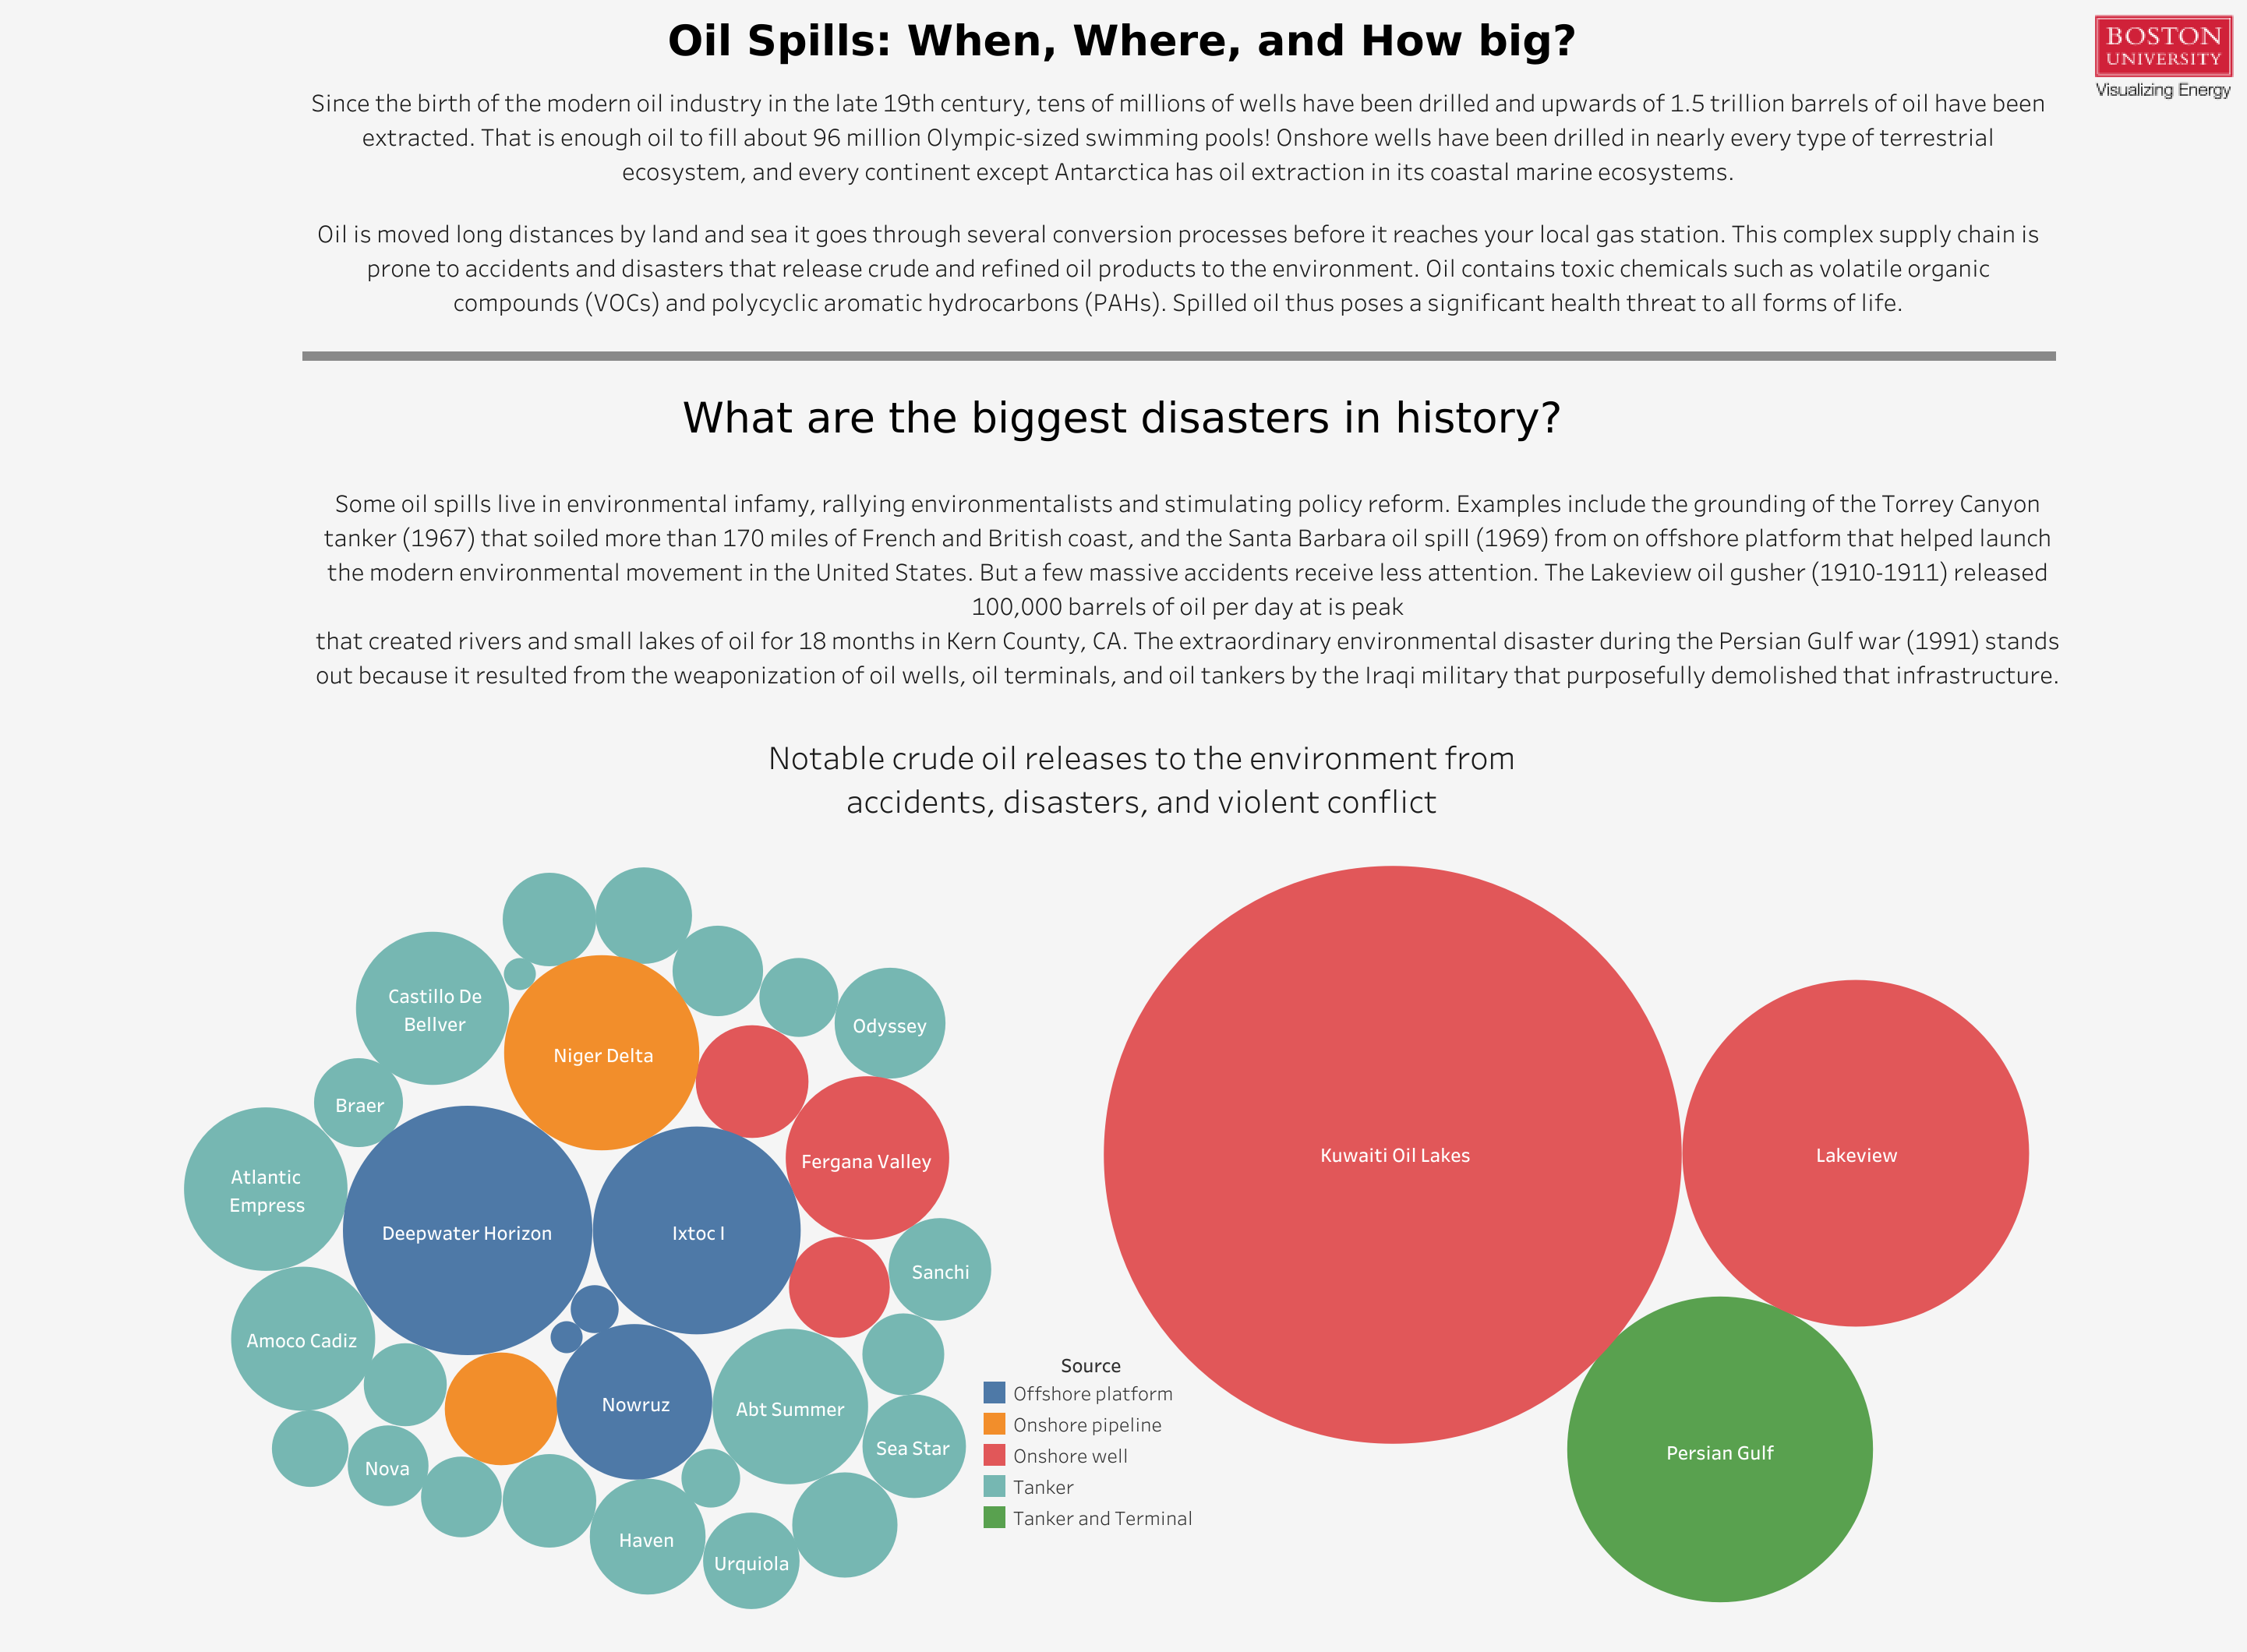 Oil Spills: When, Where, and How big?
BOSTON
UNIVERSITY
Visualizing Energy
Since the birth of the modern oil industry in the late 19th century, tens of millions of wells have been drilled and upwards of 1.5 trillion barrels of oil have been
extracted. That is enough oil to fill about 96 million Olympic-sized swimming pools! Onshore wells have been drilled in nearly every type of terrestrial
ecosystem, and every continent except Antarctica has oil extraction in its coastal marine ecosystems.
Oil is moved long distances by land and sea it goes through several conversion processes before it reaches your local gas station. This complex supply chain is
prone to accidents and disasters that release crude and refined oil products to the environment. Oil contains toxic chemicals such as volatile organic
compounds (VOCs) and polycyclic aromatic hydrocarbons (PAHs). Spilled oil thus poses a significant health threat to all forms of life.
What are the biggest disasters in history?
Some oil spills live in environmental infamy, rallying environmentalists and stimulating policy reform. Examples include the grounding of the Torrey Canyon
tanker (1967) that soiled more than 170 miles of French and British coast, and the Santa Barbara oil spill (1969) from on offshore platform that helped launch
the modern environmental movement in the United States. But a few massive accidents receive less attention. The Lakeview oil gusher (1910-1911) released
100,000 barrels of oil per day at is peak
that created rivers and small lakes of oil for 18 months in Kern County, CA. The extraordinary environmental disaster during the Persian Gulf war (1991) stands
out because it resulted from the weaponization of oil wells, oil terminals, and oil tankers by the Iraqi military that purposefully demolished that infrastructure.
Notable crude oil releases to the environment from
accidents, disasters, and violent conflict
Castillo De
Bellver
Odyssey
Niger Delta
Braer
Fergana Valley
Atlantic
Empress
Deepwater Horizon
Ixtoc I
Sanchi
Amoco Cadiz
Nowruz
Abt Summer
Sea Star
Nova
Haven
Urquiola
Source
Offshore platform
Onshore pipeline
Onshore well
Tanker
Tanker and Terminal
Kuwaiti Oil Lakes
Lakeview
Persian Gulf